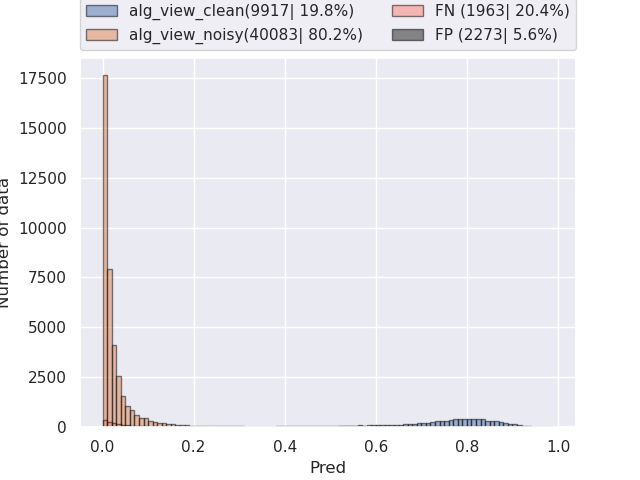 alg_view_clean(9917| 19.8%)
FN (1963| 20.4%)
alg_view_noisy(40083| 80.2%)
FP (2273| 5.6%)
17500
15000
12500
10000
7500
5000
2500
0
Number of data
0.0 0.2 0.4 0.6 0.8 1.0
Pred